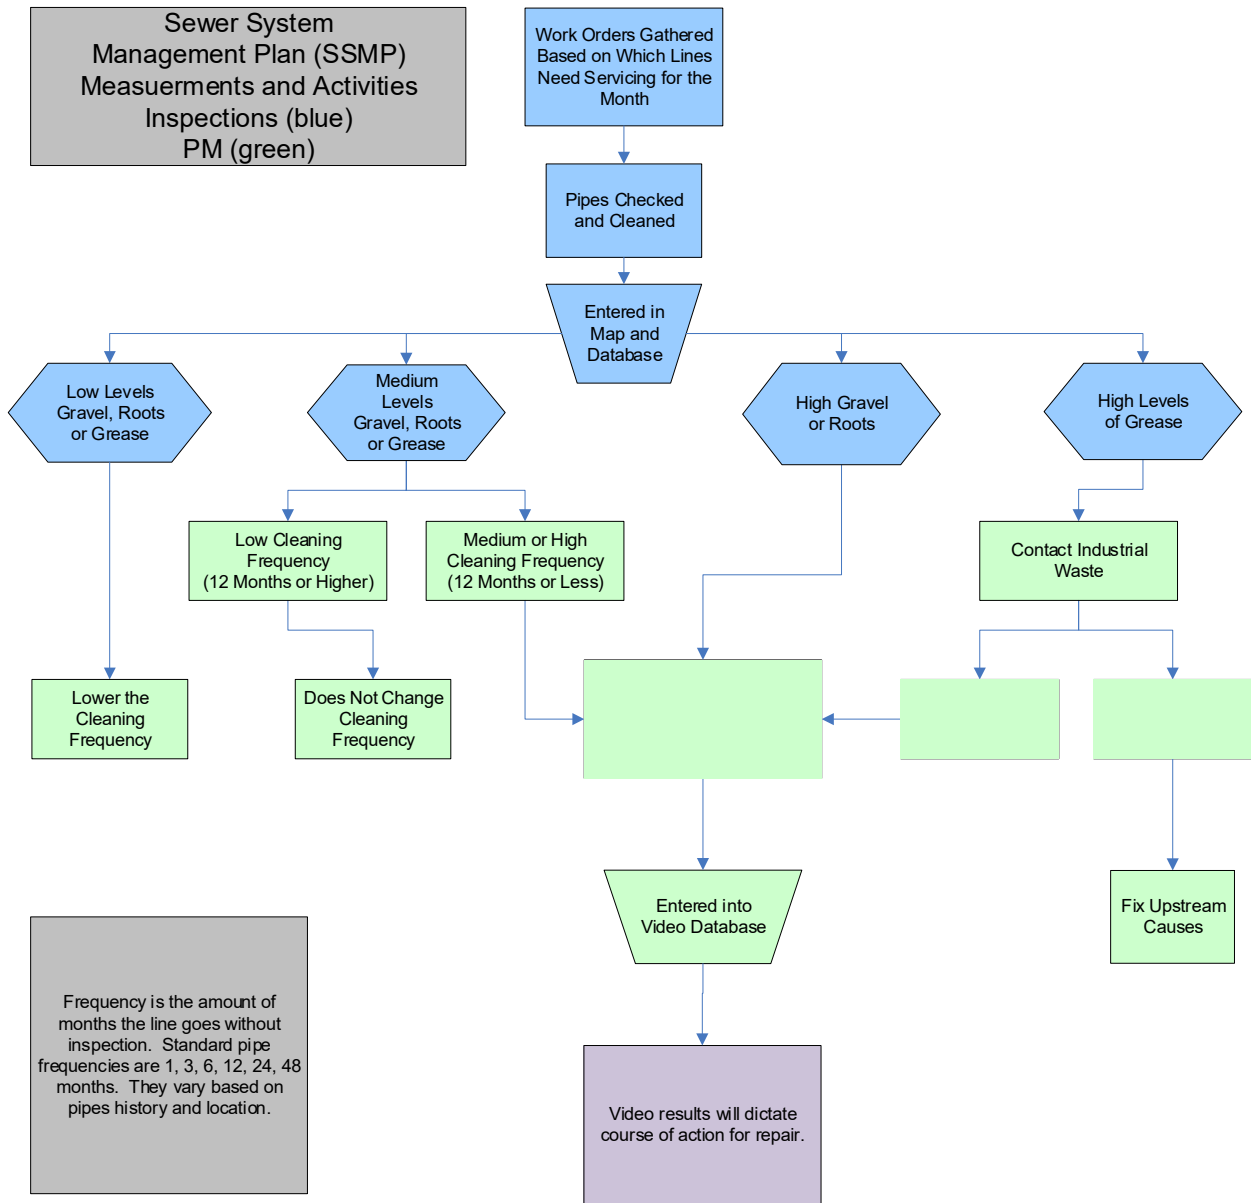 Sewer System
Management Plan (SSMP)
Measuerments and Activities
Inspections (blue)
PM (green)
Work Orders Gathered
Based on Which Lines
Need Servicing for the
Month
Pipes Checked
and Cleaned
Entered in
Map and
Database
Low Levels
Gravel, Roots
or Grease
Medium
Levels
Gravel, Roots
or Grease
High Gravel
or Roots
High Levels
of Grease
Low Cleaning
Frequency
(12 Months or Higher)
Medium or High
Cleaning Frequency
(12 Months or Less)
Contact Industrial
Waste
Lower the
Cleaning
Frequency
Does Not Change
Cleaning
Frequency
Entered into
Video Database
Fix Upstream
Causes
Frequency is the amount of
months the line goes without
inspection. Standard pipe
frequencies are 1, 3, 6, 12, 24, 48
months. They vary based on
pipes history and location.
Video results will dictate
course of action for repair.